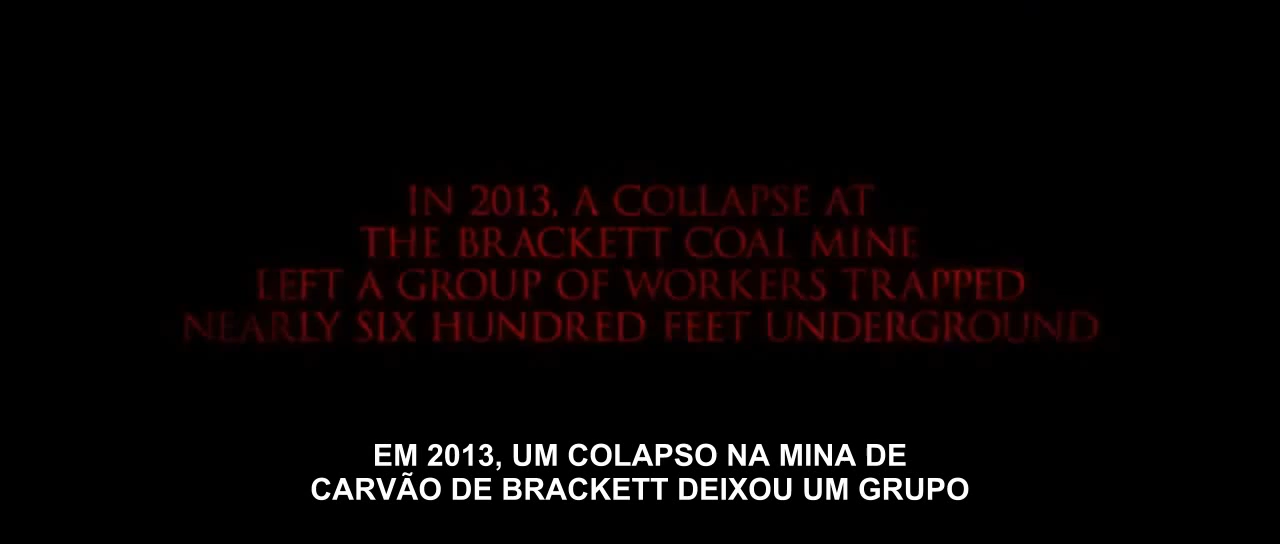 IN 2013, A COLLAPSE AT
THE BRACKETT COAL MINE
LEFT A GROUP OF WORKERS TRAPPED
NEARLY SIX HUNDRED FEET UNDERGROUND
EM 2013, UM COLAPSO NA MINA DE
CARVÃO DE BRACKETT DEIXOU UM GRUPO